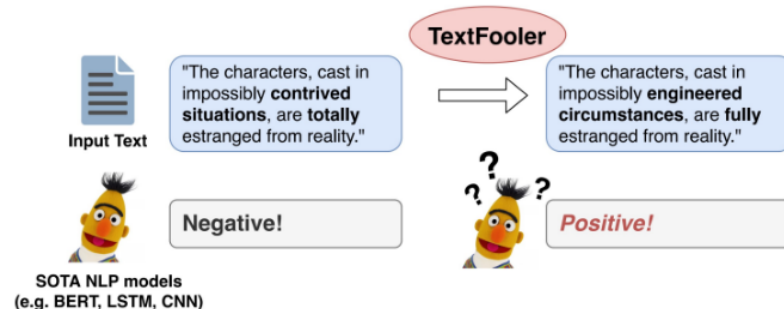 TextFooler
"The characters, cast in
impossibly contrived
situations, are totally
estranged from reality."
"The characters, cast in
impossibly engineered
circumstances, are fully
estranged from reality."
Input Text
Negative!
? ? ?
Positive!
SOTA NLP models
(e.g. BERT, LSTM, CNN)